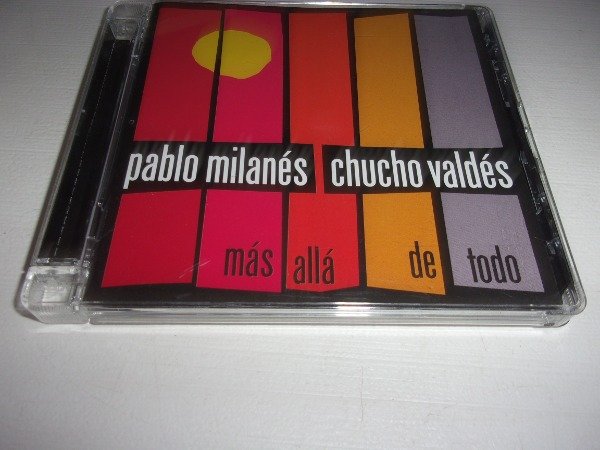 pablo milanés chucho valdés
más allá de todo